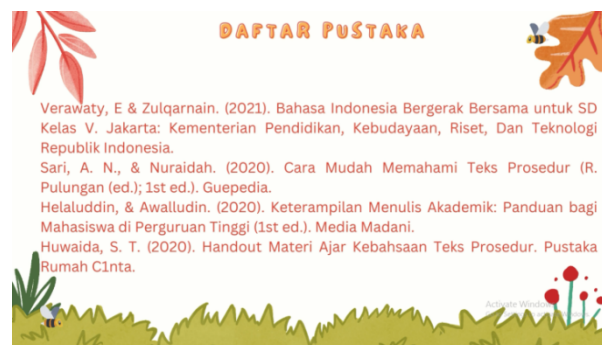 DAFTAR PUSTAKA
Verawaty, E & Zulqarnain. (2021). Bahasa Indonesia Bergerak Bersama untuk SD
Kelas V. Jakarta: Kementerian Pendidikan, Kebudayaan, Riset, Dan Teknologi
Republik Indonesia.
Sari, A. N., & Nuraidah. (2020). Cara Mudah Memahami Teks Prosedur (R.
Pulungan (ed.); 1st ed.). Guepedia.
Helaluddin, & Awalludin. (2020). Keterampilan Menulis Akademik: Panduan bagi
Mahasiswa di Perguruan Tinggi (1st ed.). Media Madani.
Huwaida, S. T. (2020). Handout Materi Ajar Kebahsaan Teks Prosedur. Pustaka
Rumah C1nta.
Activate Windows